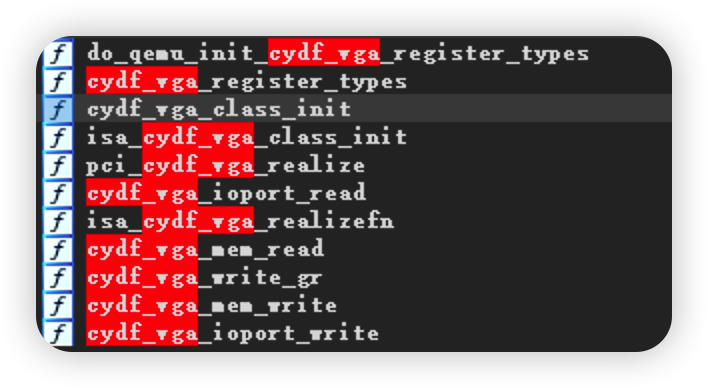 f do_qemu_init_cydf_vga_register_types
f cydf_vga_register_types
f cydf_vga_class_init
f isa_cydf_vga_class_init
f pci_cydf_vga_realize
f cydf_vga_ioport_read
f isa_cydf_vga_realizefn
f cydf_vga_mem_read
f cydf_vga_write_gr
f cydf_vga_mem_write
f cydf_vga_ioport_write